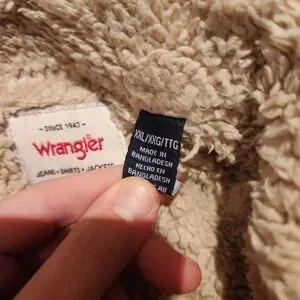 - SINCE 1947 -
Wrangler
JEANS · SHIRTS · JACKETS
XXL/XXG/TTG
MADE IN
BANGLADESH
HECHO EN
BANGLADESH